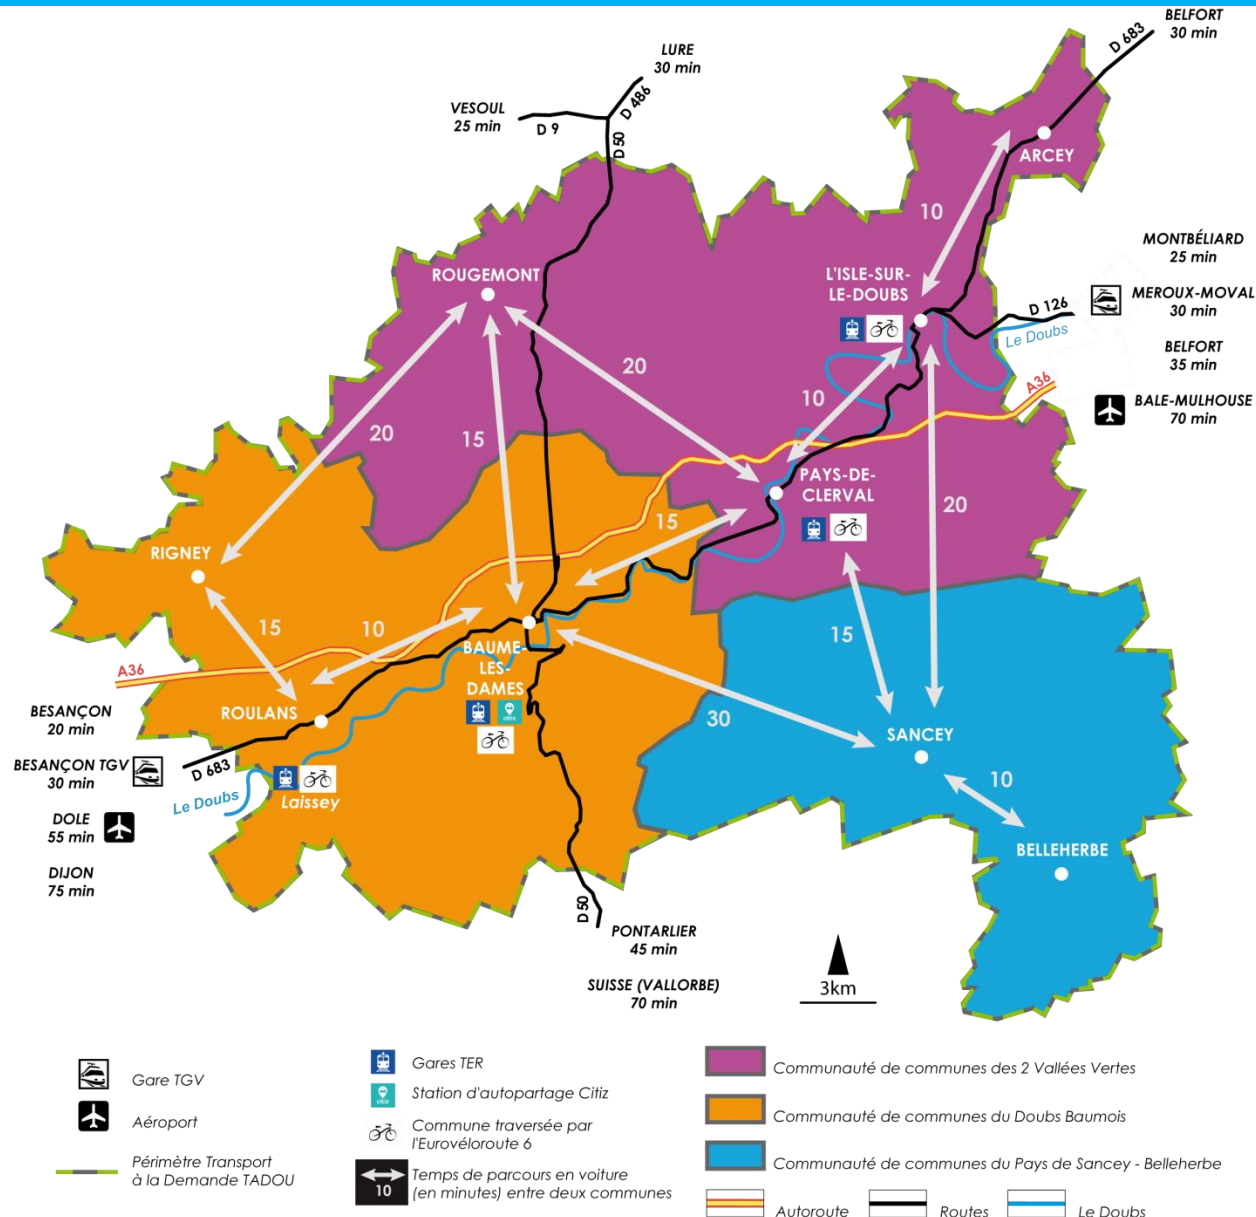 BELFORT
30 min
D 683
LURE
30 min
D 486
VESOUL
25 min
D 9
D 50
ARCEY
10
MONTBÉLIARD
25 min
MEROUX-MOVAL
30 min
BELFORT
35 min
BALE-MULHOUSE
70 min
ROUGEMONT
L'ISLE-SUR-
LE-DOUBS
D 126
Le Doubs
A36
20
10
20
15
PAYS-DE-
CLERVAL
20
15
RIGNEY
15
10
15
BAUME-
LES-
DAMES
citiz
A36
ROULANS
30
SANCEY
10
BELLEHERBE
BESANÇON
20 min
BESANÇON TGV
30 min
DOLE
55 min
DIJON
75 min
D 683
Le Doubs
Laissey
D 50
PONTARLIER
45 min
SUISSE (VALLORBE)
70 min
3km
Gare TGV
Aéroport
Périmètre Transport
à la Demande TADOU
Gares TER
citiz
Station d'autopartage Citiz
Commune traversée par
l'Eurovéloroute 6
10
Temps de parcours en voiture
(en minutes) entre deux communes
Communauté de communes des 2 Vallées Vertes
Communauté de communes du Doubs Baumois
Communauté de communes du Pays de Sancey - Belleherbe
Autoroute
Routes
Le Doubs